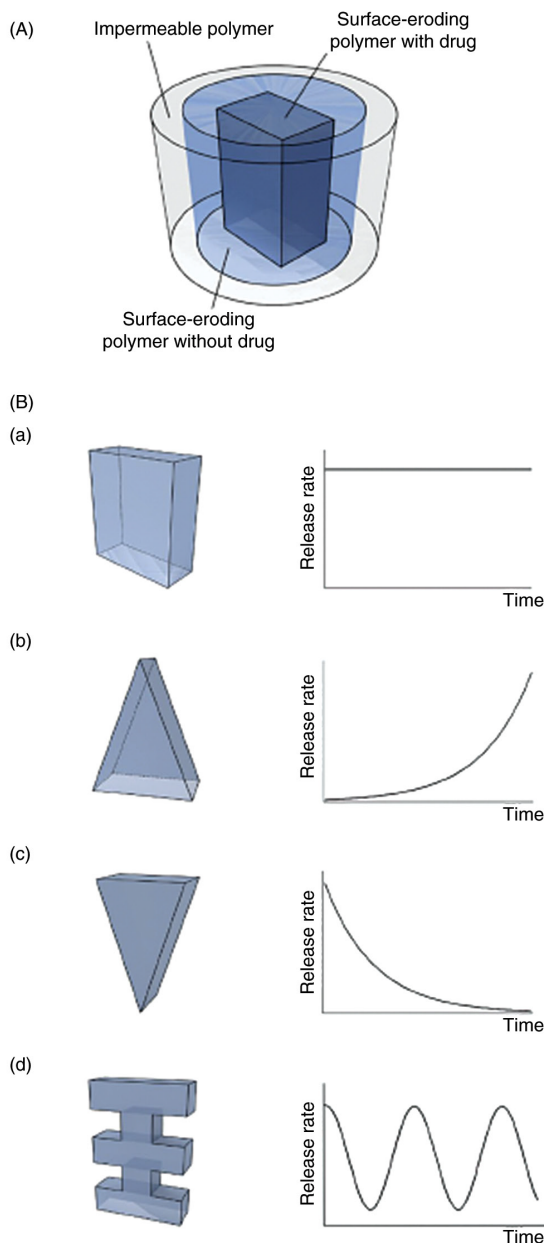 (A)
Impermeable polymer
Surface-eroding
polymer with drug
Surface-eroding
polymer without drug
(B)
(a)
Release rate
Time
(b)
Release rate
Time
(c)
Release rate
Time
(d)
Release rate
Time